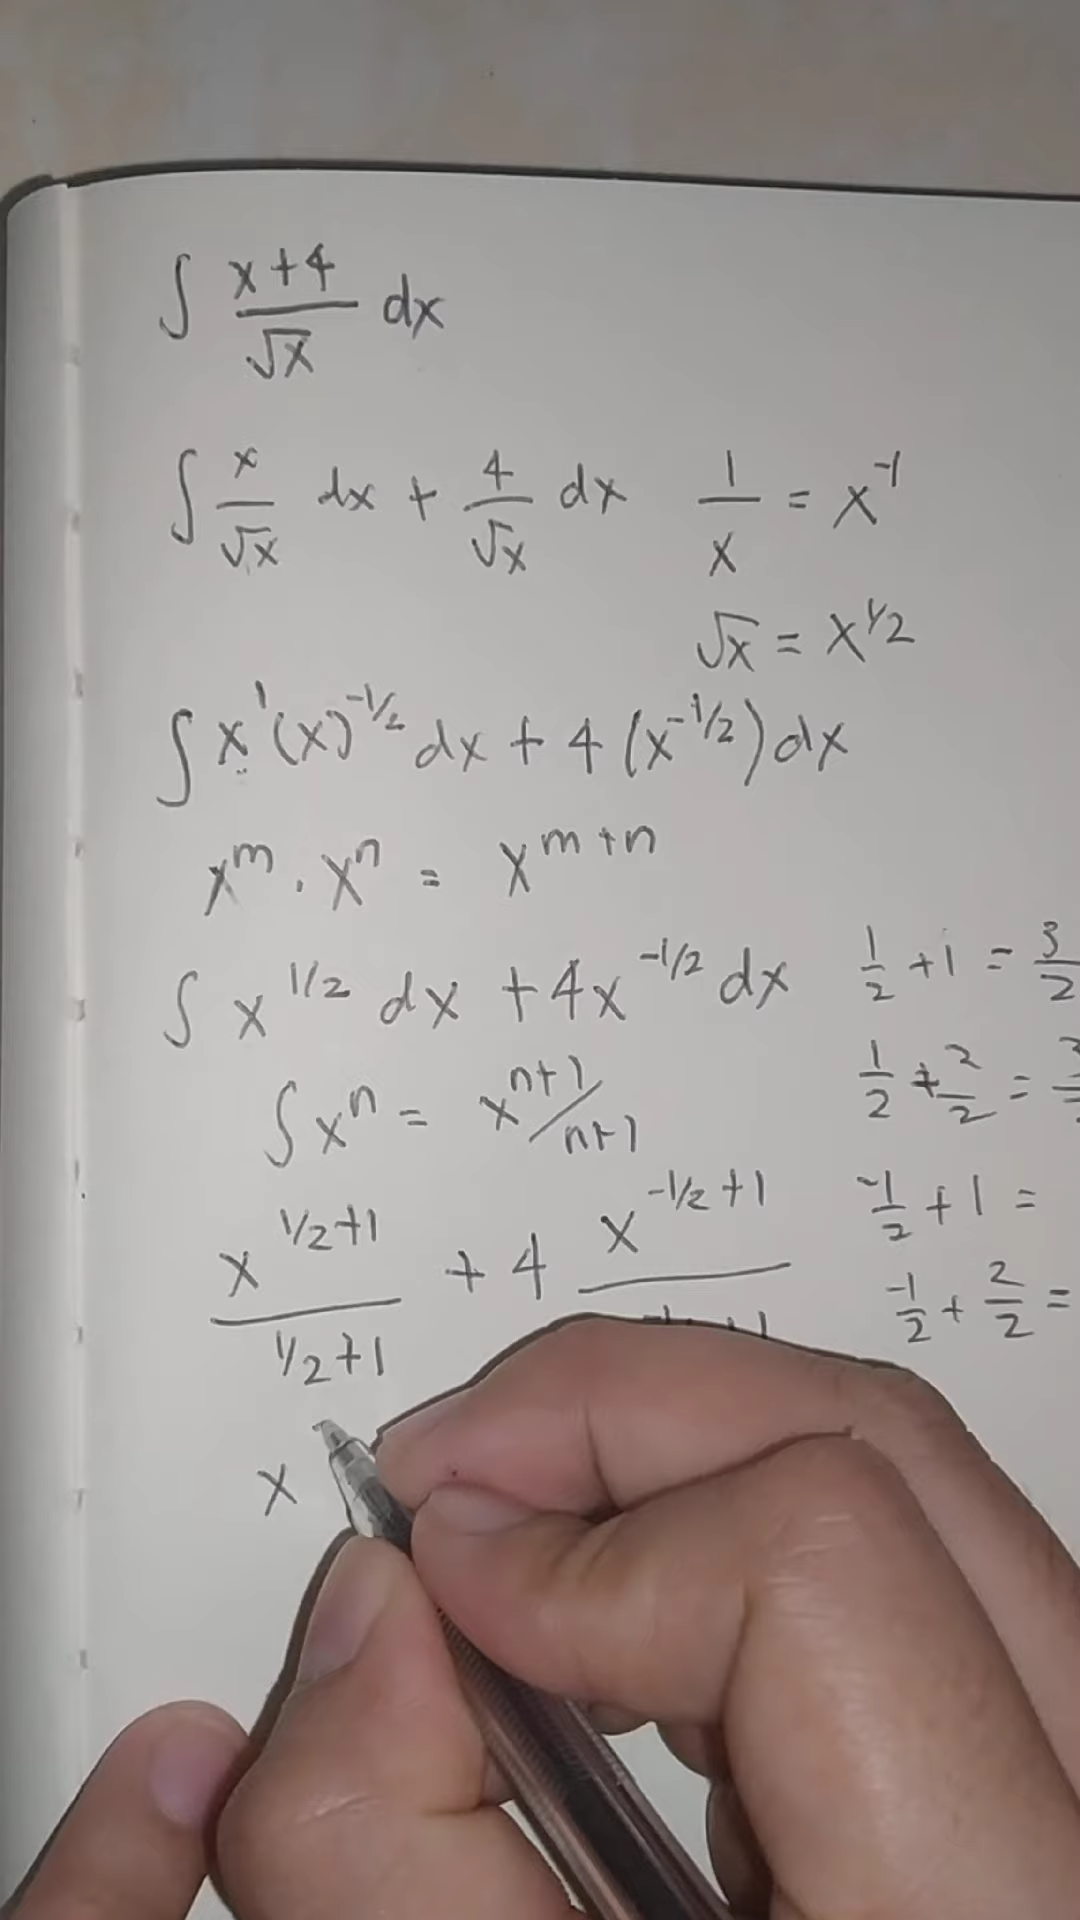 ∫ (x+4)/√x dx
∫ x/√x dx + 4/√x dx
1/x = x⁻¹
√x = x^1/2
∫ x¹(x)^-1/2 dx + 4(x^-1/2)dx
x^m · x^n = x^m+n
∫ x^1/2 dx + 4x^-1/2 dx
1/2 + 1 = 3/2
∫ x^n = x^n+1/n+1
1/2 + 2/2 =
x^1/2+1 / 1/2+1 + 4 x^-1/2+1
-1/2 + 1 =
-1/2 + 2/2 =
x